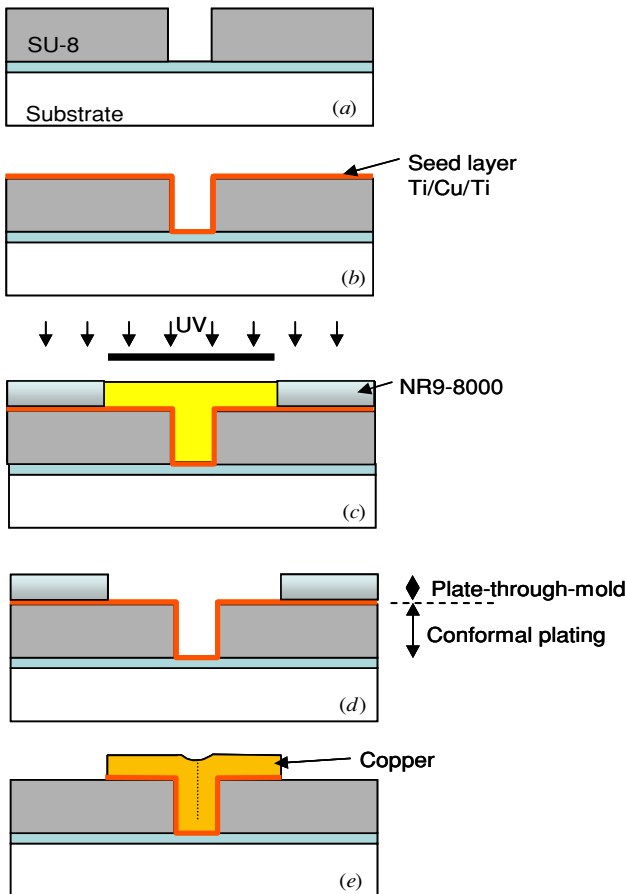 SU-8
Substrate
(a)
Seed layer
Ti/Cu/Ti
(b)
UV
NR9-8000
(c)
Plate-through-mold
Conformal plating
(d)
Copper
(e)